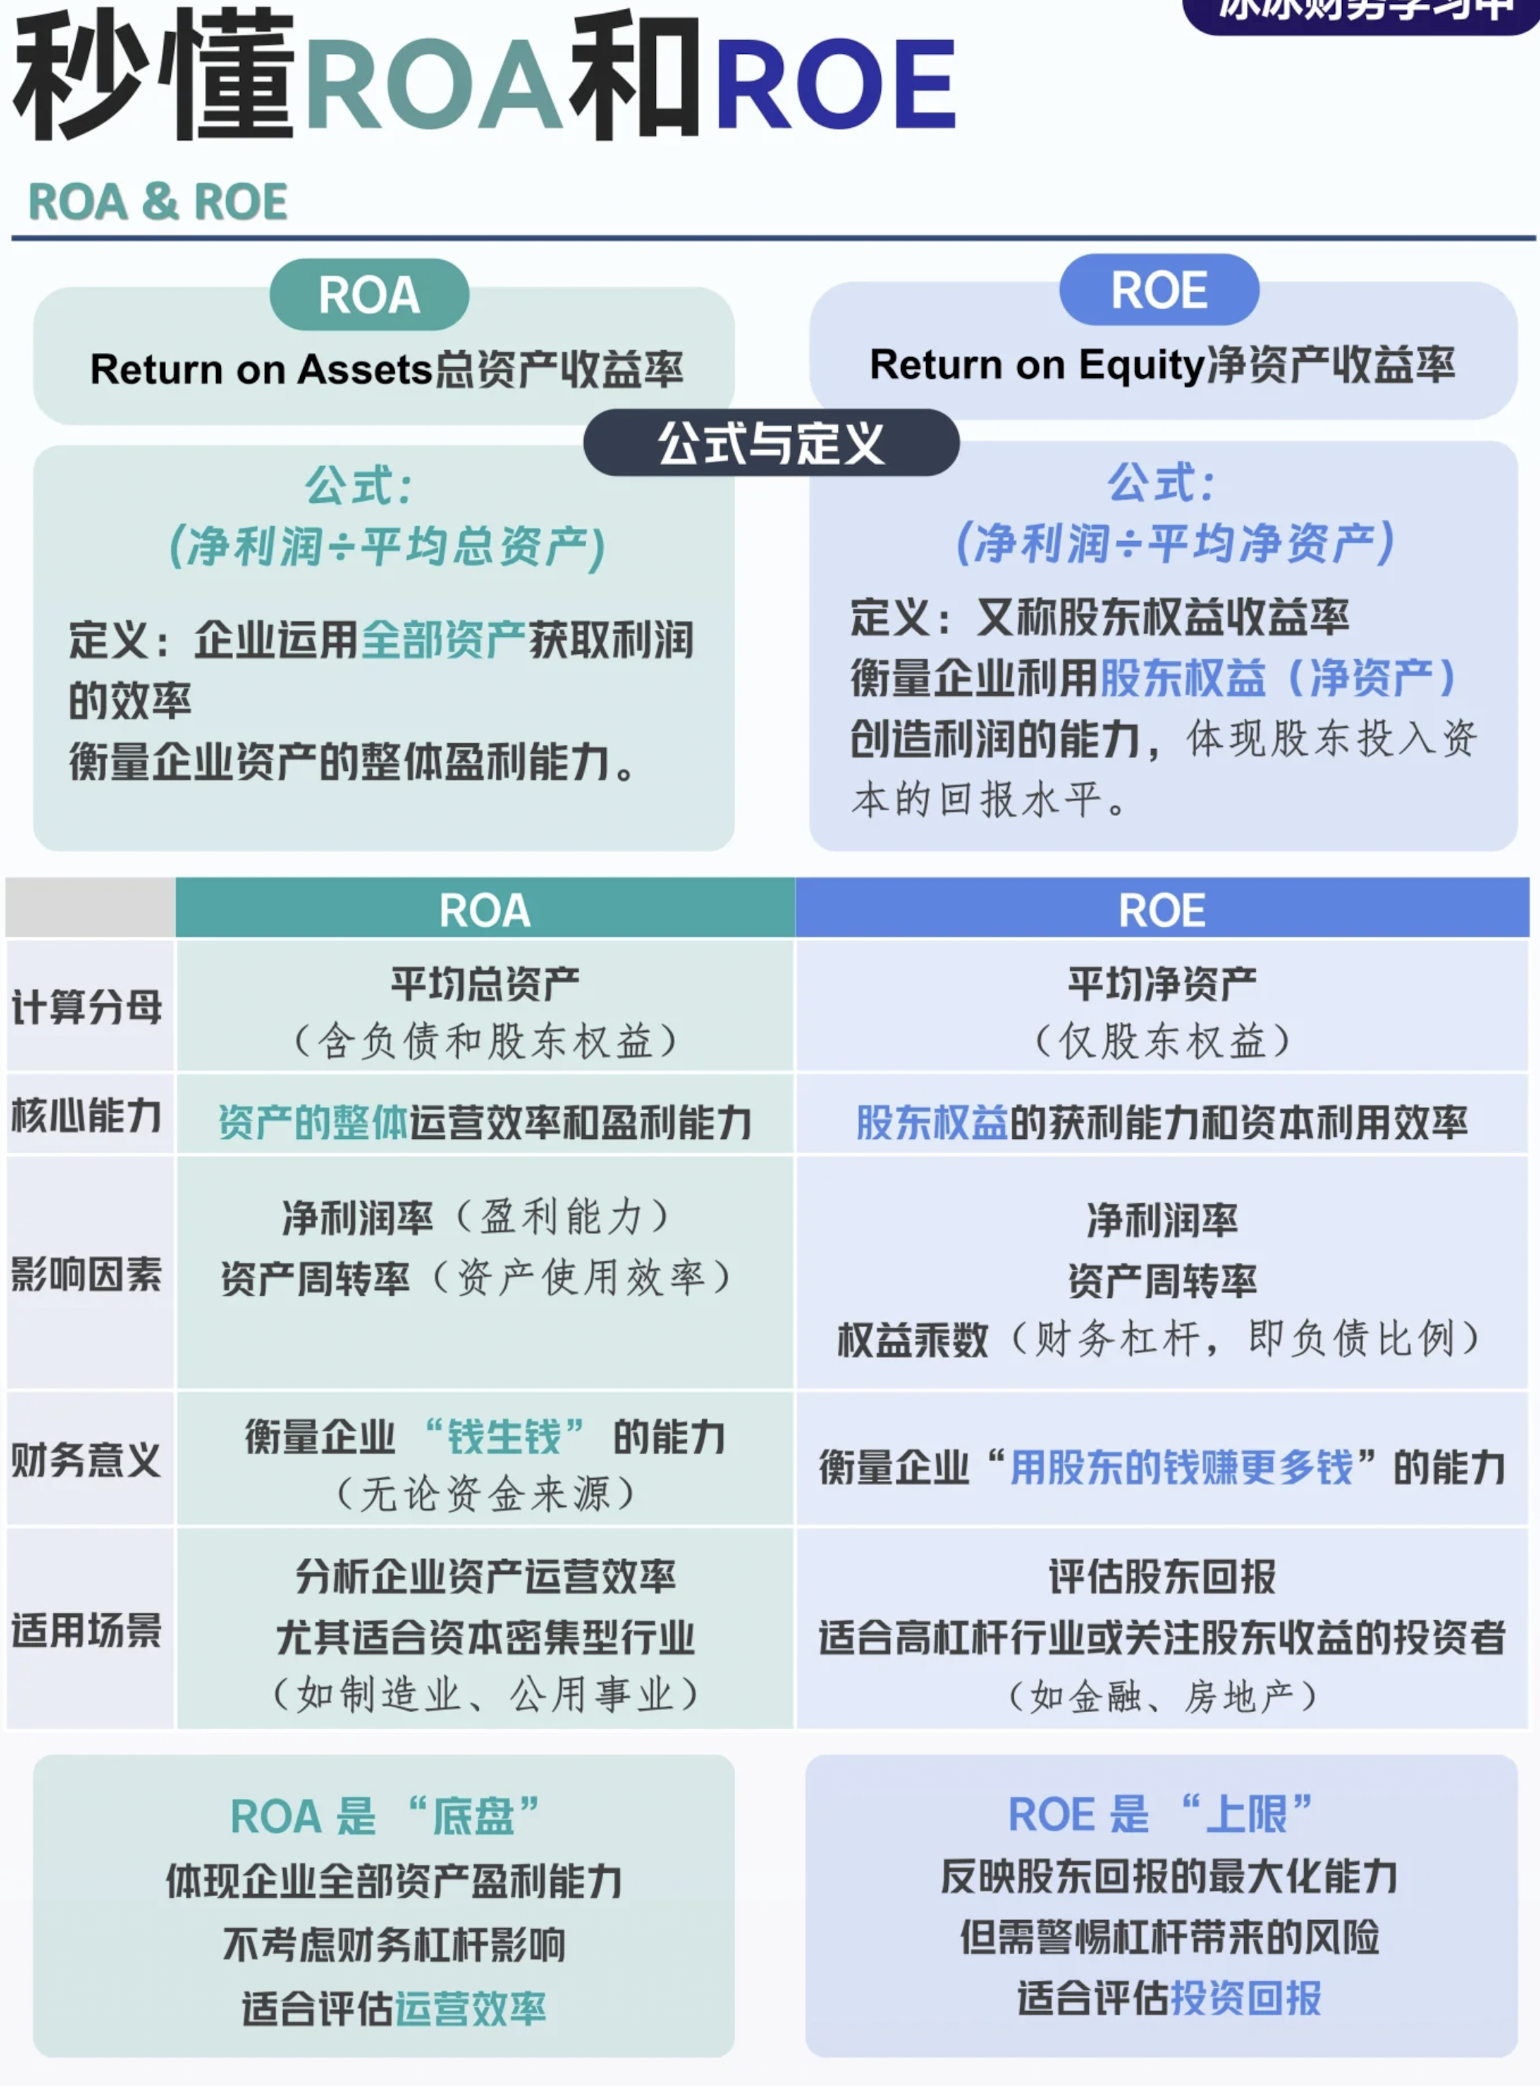 冰冰财务学习中
秒懂ROA和ROE
ROA & ROE
ROA
Return on Assets总资产收益率
ROE
Return on Equity净资产收益率
公式与定义
公式：
(净利润÷平均总资产)
定义：企业运用全部资产获取利润
的效率
衡量企业资产的整体盈利能力。
公式：
(净利润÷平均净资产)
定义：又称股东权益收益率
衡量企业利用股东权益（净资产）
创造利润的能力，体现股东投入资
本的回报水平。
ROA
ROE
计算分母
平均总资产
（含负债和股东权益）
平均净资产
（仅股东权益）
核心能力
资产的整体运营效率和盈利能力
股东权益的获利能力和资本利用效率
影响因素
净利润率（盈利能力）
资产周转率（资产使用效率）
净利润率
资产周转率
权益乘数（财务杠杆，即负债比例）
财务意义
衡量企业 “钱生钱” 的能力
（无论资金来源）
衡量企业“用股东的钱赚更多钱”的能力
适用场景
分析企业资产运营效率
尤其适合资本密集型行业
（如制造业、公用事业）
评估股东回报
适合高杠杆行业或关注股东收益的投资者
（如金融、房地产）
ROA 是 “底盘”
体现企业全部资产盈利能力
不考虑财务杠杆影响
适合评估运营效率
ROE 是 “上限”
反映股东回报的最大化能力
但需警惕杠杆带来的风险
适合评估投资回报